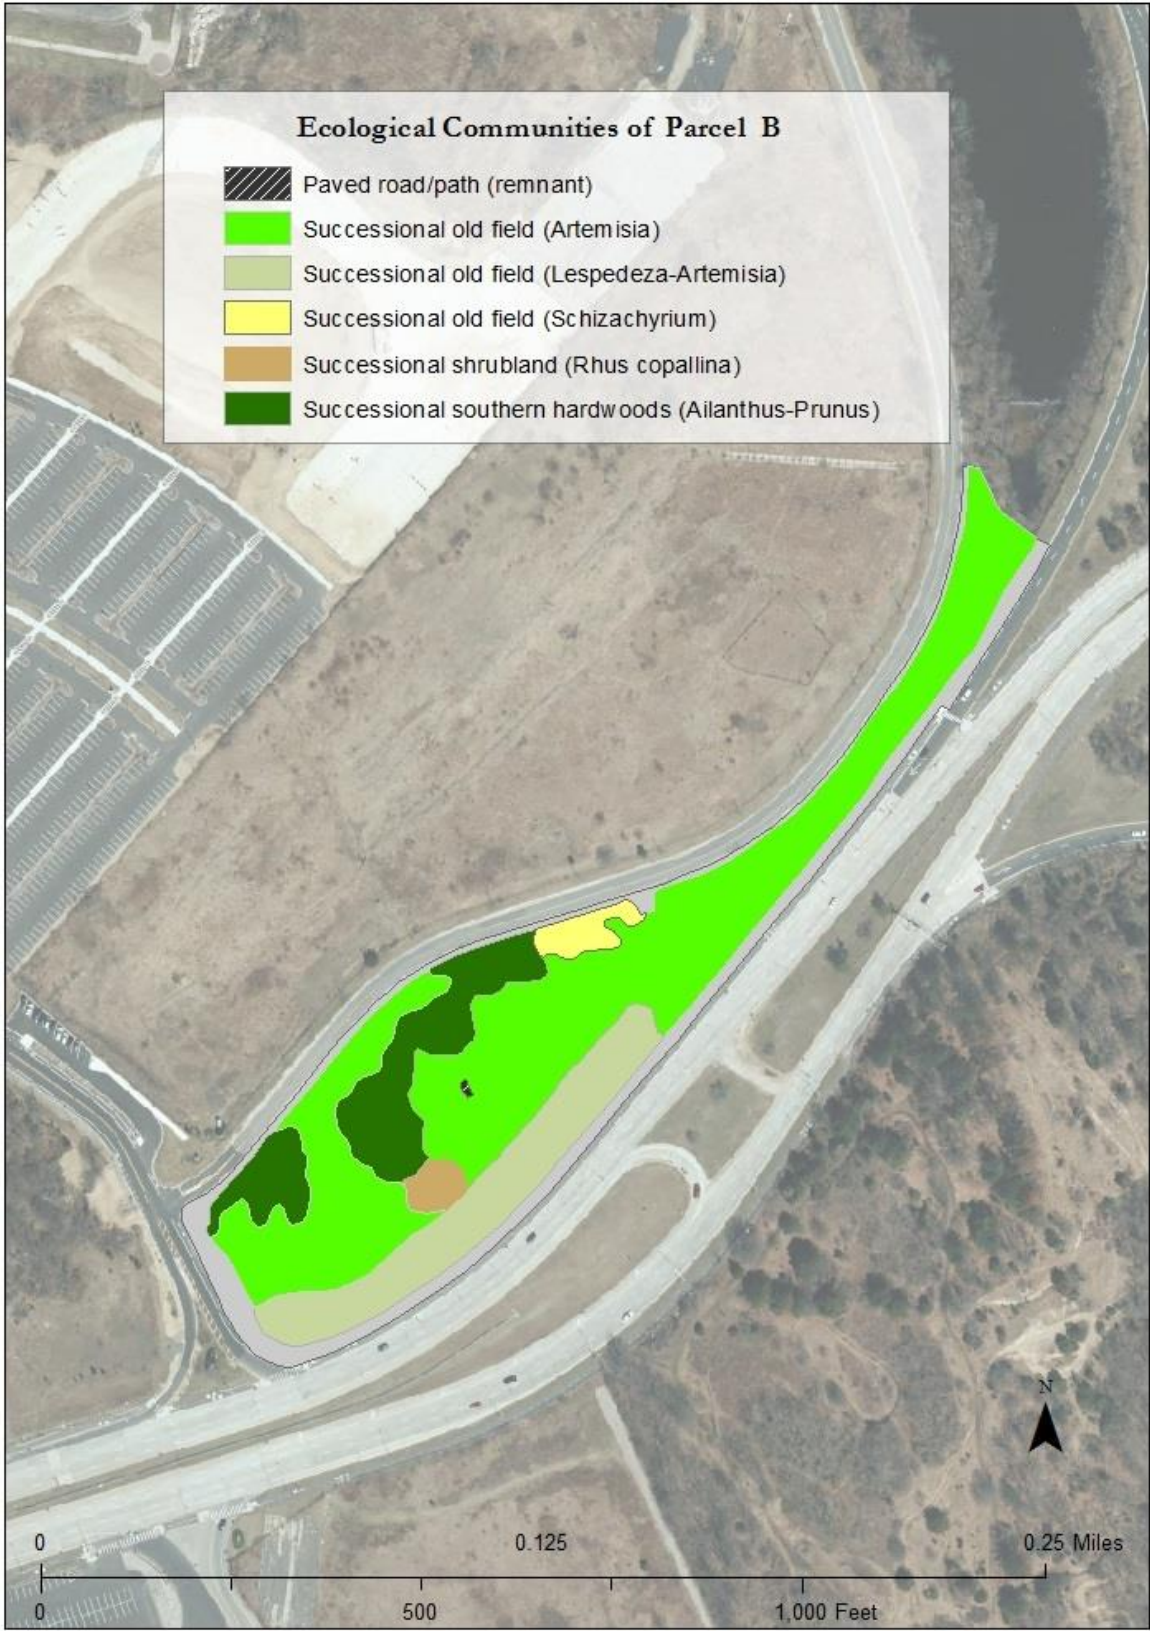 Ecological Communities of Parcel B
Paved road/path (remnant)
Successional old field (Artemisia)
Successional old field (Lespedeza-Artemisia)
Successional old field (Schizachyrium)
Successional shrubland (Rhus copallina)
Successional southern hardwoods (Ailanthus-Prunus)
N
0 0.125 0.25 Miles
0 500 1,000 Feet